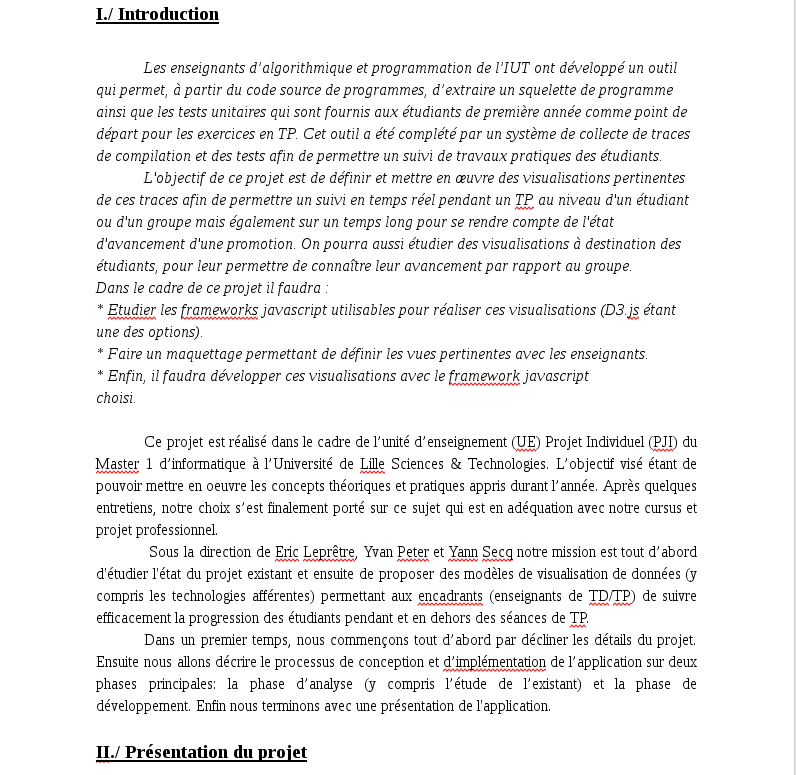 I./ Introduction
Les enseignants d’algorithmique et programmation de l’IUT ont développé un outil
qui permet, à partir du code source de programmes, d’extraire un squelette de programme
ainsi que les tests unitaires qui sont fournis aux étudiants de première année comme point de
départ pour les exercices en TP. Cet outil a été complété par un système de collecte de traces
de compilation et des tests afin de permettre un suivi de travaux pratiques des étudiants.
L'objectif de ce projet est de définir et mettre en œuvre des visualisations pertinentes
de ces traces afin de permettre un suivi en temps réel pendant un TP au niveau d'un étudiant
ou d'un groupe mais également sur un temps long pour se rendre compte de l'état
d'avancement d'une promotion. On pourra aussi étudier des visualisations à destination des
étudiants, pour leur permettre de connaître leur avancement par rapport au groupe.
Dans le cadre de ce projet il faudra :
* Etudier les frameworks javascript utilisables pour réaliser ces visualisations (D3.js étant
une des options).
* Faire un maquettage permettant de définir les vues pertinentes avec les enseignants.
* Enfin, il faudra développer ces visualisations avec le framework javascript
choisi.
Ce projet est réalisé dans le cadre de l’unité d’enseignement (UE) Projet Individuel (PJI) du
Master 1 d’informatique à l’Université de Lille Sciences & Technologies. L’objectif visé étant de
pouvoir mettre en oeuvre les concepts théoriques et pratiques appris durant l’année. Après quelques
entretiens, notre choix s’est finalement porté sur ce sujet qui est en adéquation avec notre cursus et
projet professionnel.
Sous la direction de Eric Leprêtre, Yvan Peter et Yann Secq notre mission est tout d’abord
d'étudier l'état du projet existant et ensuite de proposer des modèles de visualisation de données (y
compris les technologies afférentes) permettant aux encadrants (enseignants de TD/TP) de suivre
efficacement la progression des étudiants pendant et en dehors des séances de TP.
Dans un premier temps, nous commençons tout d’abord par décliner les détails du projet.
Ensuite nous allons décrire le processus de conception et d’implémentation de l’application sur deux
phases principales: la phase d’analyse (y compris l’étude de l’existant) et la phase de
développement. Enfin nous terminons avec une présentation de l'application.
II./ Présentation du projet